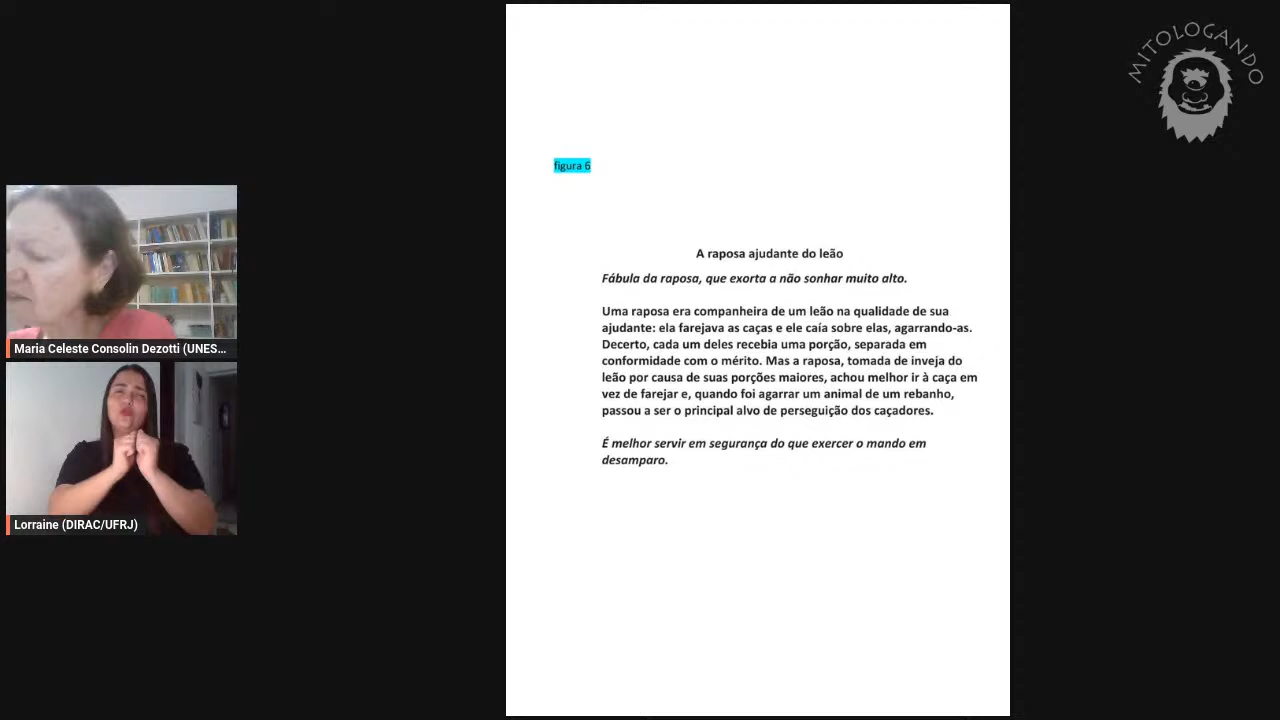 MITOLOGANDO
figura 6
A raposa ajudante do leão
Fábula da raposa, que exorta a não sonhar muito alto.
Uma raposa era companheira de um leão na qualidade de sua
ajudante: ela farejava as caças e ele caía sobre elas, agarrando-as.
Decerto, cada um deles recebia uma porção, separada em
conformidade com o mérito. Mas a raposa, tomada de inveja do
leão por causa de suas porções maiores, achou melhor ir à caça em
vez de farejar e, quando foi agarrar um animal de um rebanho,
passou a ser o principal alvo de perseguição dos caçadores.
É melhor servir em segurança do que exercer o mando em
desamparo.
Maria Celeste Consolin Dezotti (UNES...
Lorraine (DIRAC/UFRJ)